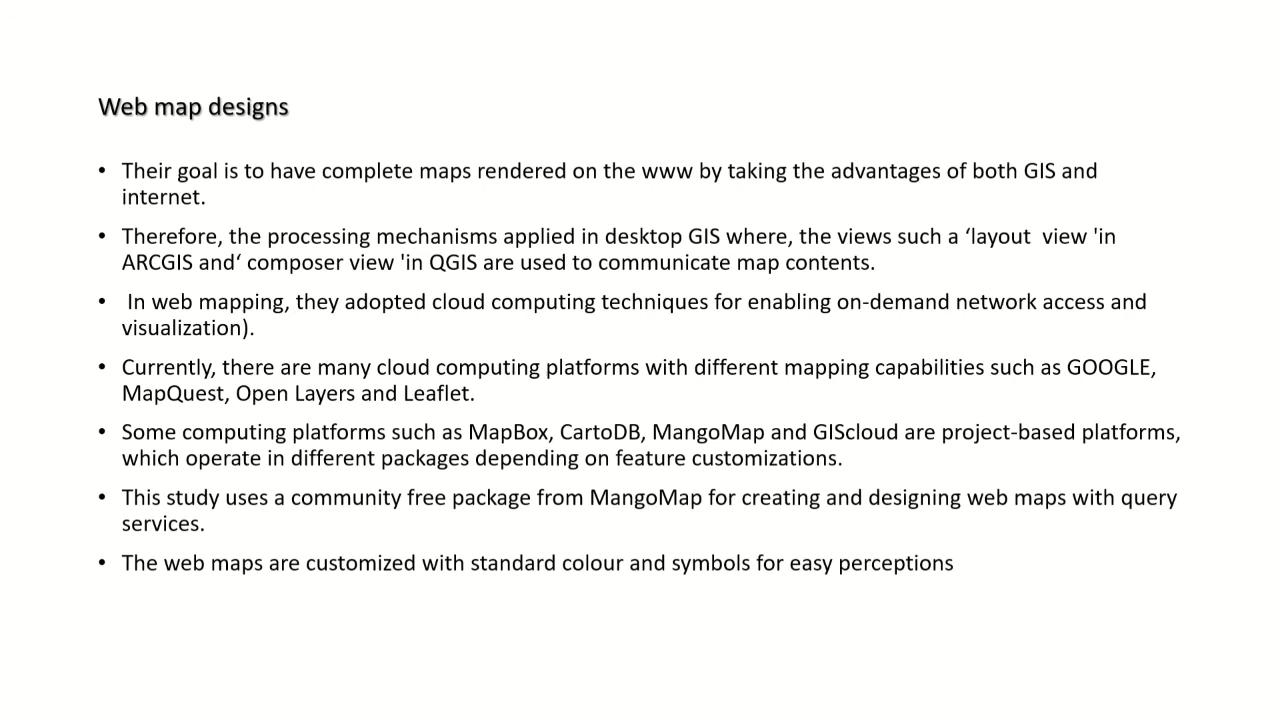 Web map designs
• Their goal is to have complete maps rendered on the www by taking the advantages of both GIS and
internet.
• Therefore, the processing mechanisms applied in desktop GIS where, the views such a ‘layout  view 'in
ARCGIS and‘ composer view 'in QGIS are used to communicate map contents.
•  In web mapping, they adopted cloud computing techniques for enabling on-demand network access and
visualization).
• Currently, there are many cloud computing platforms with different mapping capabilities such as GOOGLE,
MapQuest, Open Layers and Leaflet.
• Some computing platforms such as MapBox, CartoDB, MangoMap and GIScloud are project-based platforms,
which operate in different packages depending on feature customizations.
• This study uses a community free package from MangoMap for creating and designing web maps with query
services.
• The web maps are customized with standard colour and symbols for easy perceptions